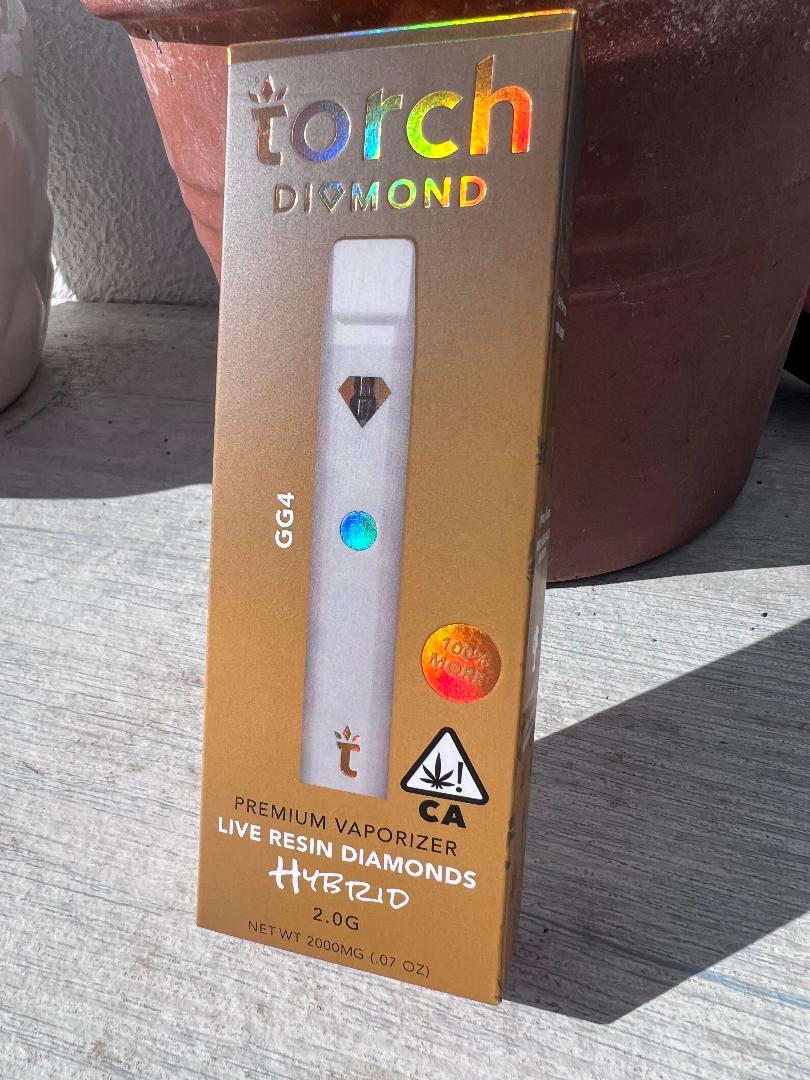 torch
DIAMOND
GG4
100%
MORE!
CA
PREMIUM VAPORIZER
LIVE RESIN DIAMONDS
HYBRID
2.0G
NET WT 2000MG (.07 OZ)